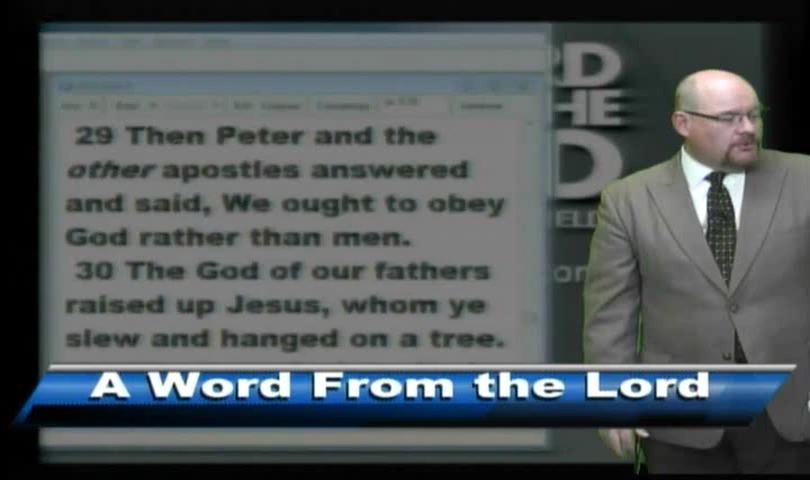 29 Then Peter and the
other apostles answered
and said, We ought to obey
God rather than men.
30 The God of our fathers
raised up Jesus, whom ye
slew and hanged on a tree.
A Word From the Lord